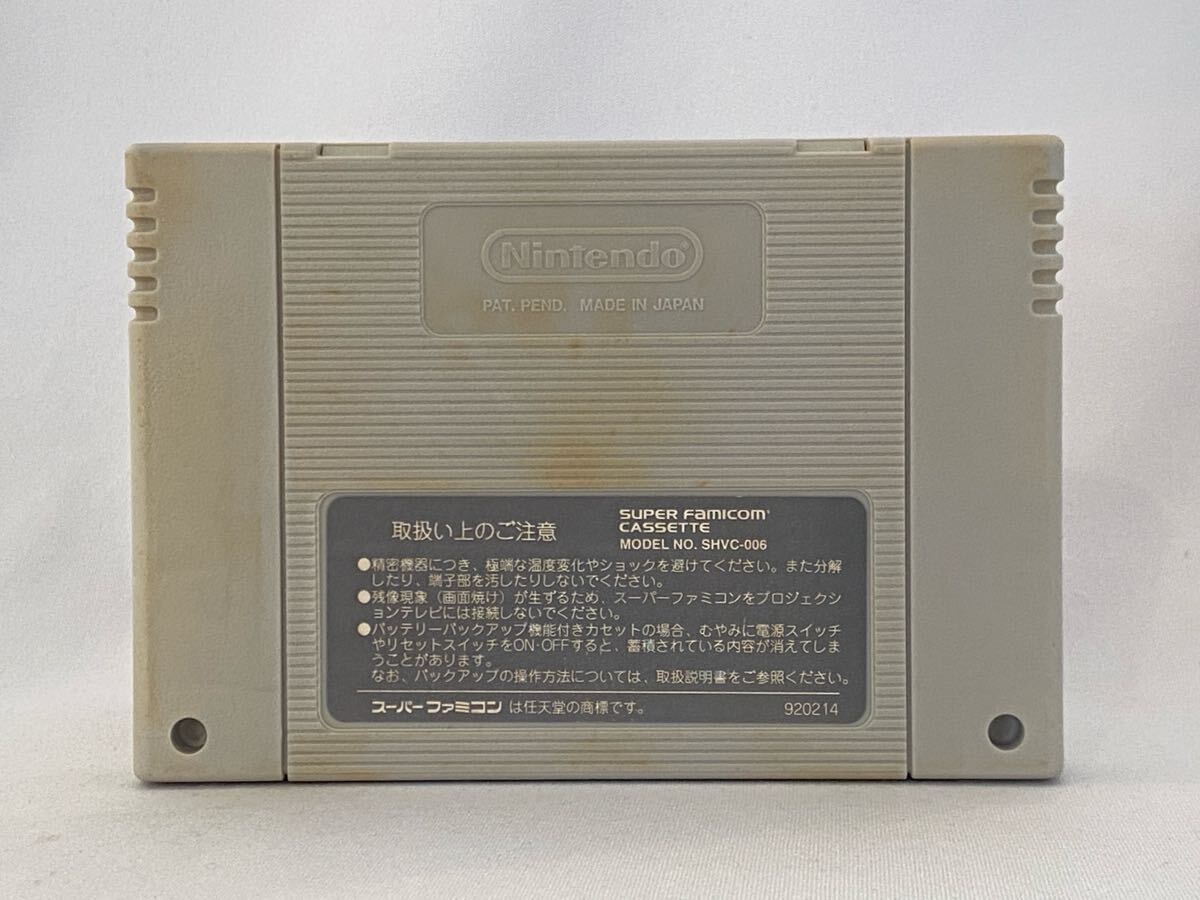 Nintendo®
PAT. PEND. MADE IN JAPAN
取扱い上のご注意
SUPER FAMICOM
CASSETTE
MODEL NO. SHVC-006
●精密機器につき、極端な温度変化やショックを避けてください。また分解
したり、端子部を汚したりしないでください。
●残像現象（画面焼け）が生ずるため、スーパーファミコンをプロジェクシ
ョンテレビには接続しないでください。
●バッテリーバックアップ機能付きカセットの場合、むやみに電源スイッチ
やリセットスイッチをON·OFFすると、蓄積されている内容が消えてしま
うことがあります。
なお、バックアップの操作方法については、取扱説明書をご参照ください。
スーパーファミコン は任天堂の商標です。 920214